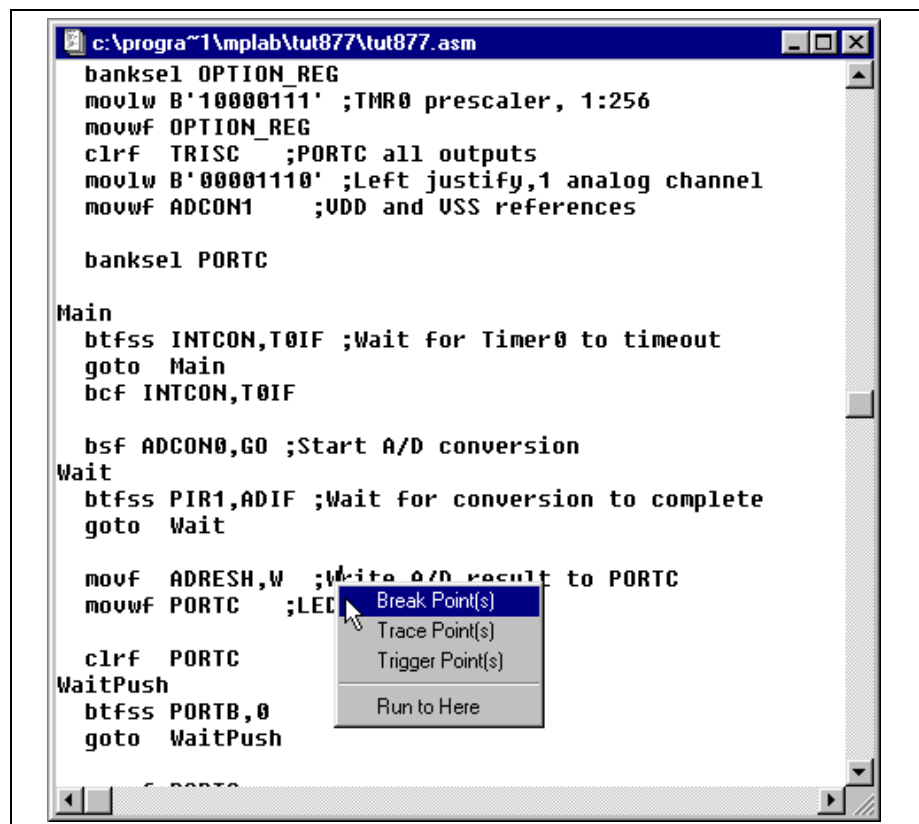 c:\progra~1\mplab\tut877\tut877.asm
banksel OPTION_REG
movlw B'10000111' ;TMR0 prescaler, 1:256
movwf OPTION_REG
clrf TRISC ;PORTC all outputs
movlw B'00001110' ;Left justify,1 analog channel
movwf ADCON1 ;VDD and VSS references
banksel PORTC
Main
btfss INTCON,T0IF ;Wait for Timer0 to timeout
goto Main
bcf INTCON,T0IF
bsf ADCON0,GO ;Start A/D conversion
Wait
btfss PIR1,ADIF ;Wait for conversion to complete
goto Wait
movf ADRESH,W ;Write A/D result to PORTC
movwf PORTC ;LED
Break Point(s)
Trace Point(s)
Trigger Point(s)
Run to Here
clrf PORTC
WaitPush
btfss PORTB,0
goto WaitPush